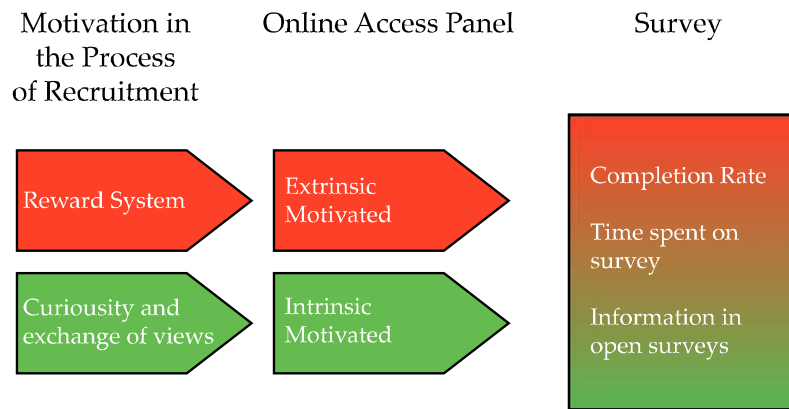 Motivation in
the Process
of Recruitment
Online Access Panel
Survey
Reward System
Extrinsic
Motivated
Curiousity and
exchange of views
Intrinsic
Motivated
Completion Rate
Time spent on
survey
Information in
open surveys